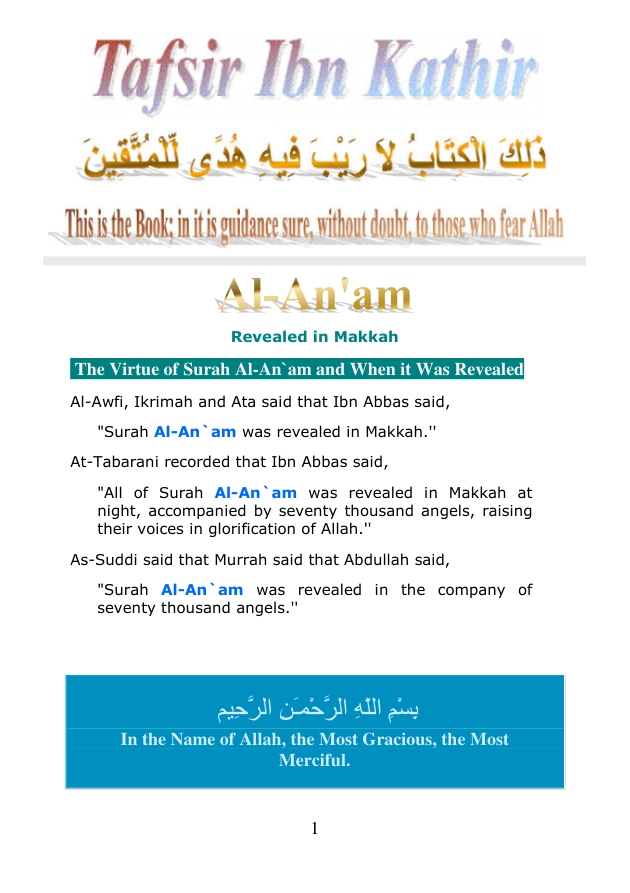 Tafsir Ibn Kathir
ذَلِكَ الْكِتَابُ لاَ رَيْبَ فِيهِ هُدًى لِّلْمُتَّقِينَ
This is the Book; in it is guidance sure, without doubt, to those who fear Allah
Al-An'am
Revealed in Makkah
The Virtue of Surah Al-An`am and When it Was Revealed
Al-Awfi, Ikrimah and Ata said that Ibn Abbas said,
"Surah Al-An`am was revealed in Makkah.''
At-Tabarani recorded that Ibn Abbas said,
"All of Surah Al-An`am was revealed in Makkah at
night, accompanied by seventy thousand angels, raising
their voices in glorification of Allah.''
As-Suddi said that Murrah said that Abdullah said,
"Surah Al-An`am was revealed in the company of
seventy thousand angels.''
بِسْمِ اللَّهِ الرَّحْمَـنِ الرَّحِيمِ
In the Name of Allah, the Most Gracious, the Most
Merciful.
1